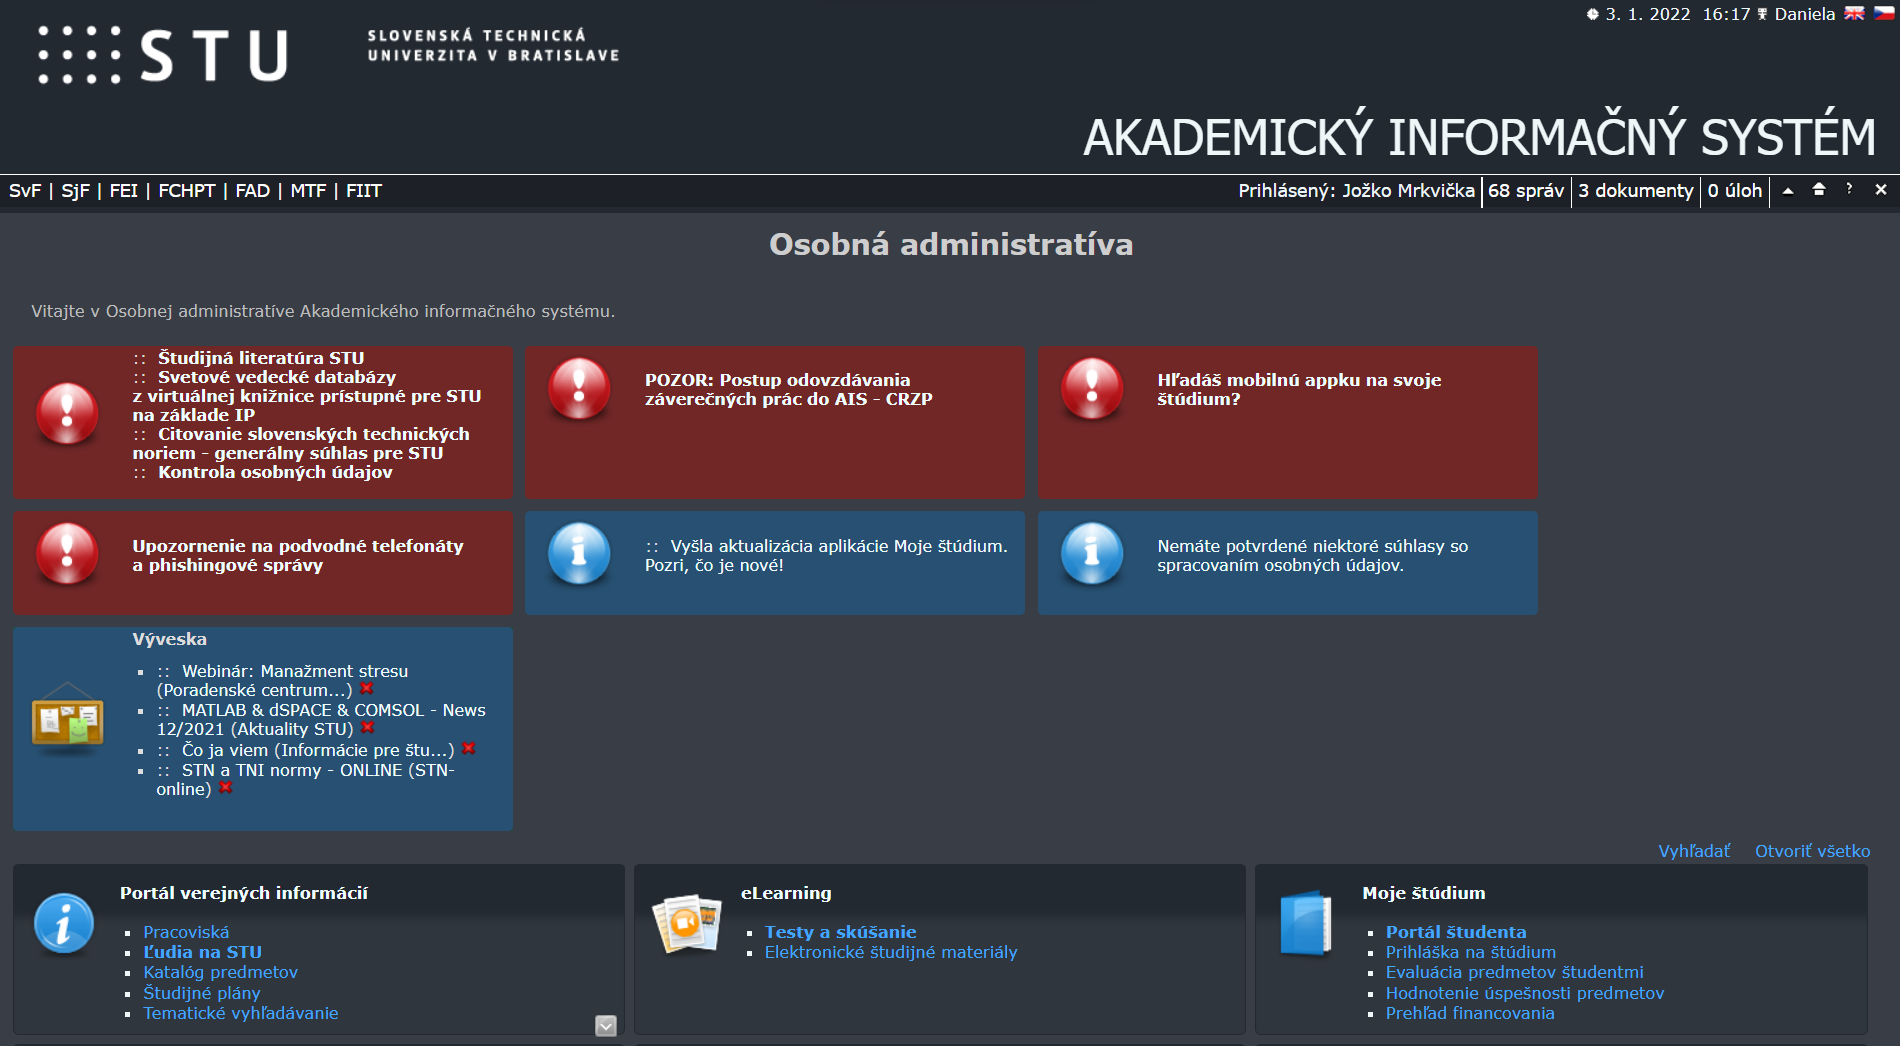 3. 1. 2022 16:17 Daniela
STU
SLOVENSKÁ TECHNICKÁ
UNIVERZITA V BRATISLAVE
AKADEMICKÝ INFORMAČNÝ SYSTÉM
SvF | SjF | FEI | FCHPT | FAD | MTF | FIIT
Prihlásený: Jožko Mrkvička | 68 správ | 3 dokumenty | 0 úloh | ?
Osobná administratíva
Vitajte v Osobnej administratíve Akademického informačného systému.
:: Študijná literatúra STU
:: Svetové vedecké databázy
z virtuálnej knižnice prístupné pre STU
na základe IP
:: Citovanie slovenských technických
noriem - generálny súhlas pre STU
:: Kontrola osobných údajov
POZOR: Postup odovzdávania
záverečných prác do AIS - CRZP
Hľadáš mobilnú appku na svoje
štúdium?
Upozornenie na podvodné telefonáty
a phishingové správy
:: Vyšla aktualizácia aplikácie Moje štúdium.
Pozri, čo je nové!
Nemáte potvrdené niektoré súhlasy so
spracovaním osobných údajov.
Výveska
:: Webinár: Manažment stresu
(Poradenské centrum...)
:: MATLAB & dSPACE & COMSOL - News
12/2021 (Aktuality STU)
:: Čo ja viem (Informácie pre štu...)
:: STN a TNI normy - ONLINE (STN-
online)
Vyhľadať Otvoriť všetko
Portál verejných informácií
Pracoviská
Ľudia na STU
Katalóg predmetov
Študijné plány
Tematické vyhľadávanie
eLearning
Testy a skúšanie
Elektronické študijné materiály
Moje štúdium
Portál študenta
Prihláška na štúdium
Evaluácia predmetov študentmi
Hodnotenie úspešnosti predmetov
Prehľad financovania